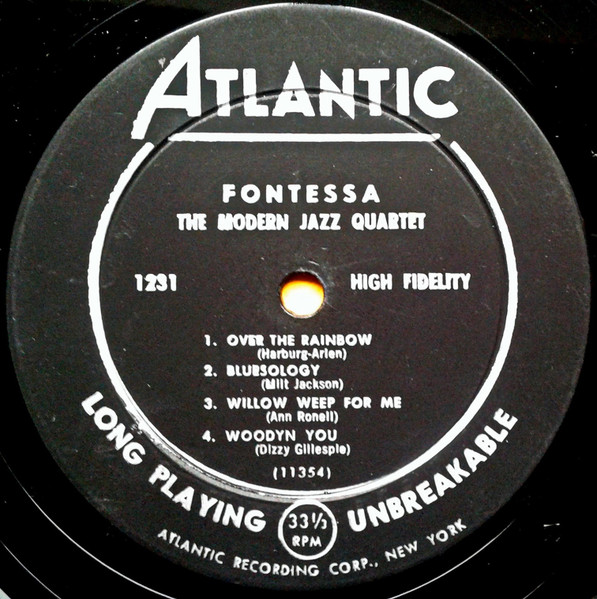 ATLANTIC
FONTESSA
THE MODERN JAZZ QUARTET
1231 HIGH FIDELITY
1. OVER THE RAINBOW
(Harburg-Arlen)
2. BLUESOLOGY
(Milt Jackson)
3. WILLOW WEEP FOR ME
(Ann Ronell)
4. WOODYN YOU
(Dizzy Gillespie)
(11354)
LONG PLAYING 33⅓ RPM UNBREAKABLE
ATLANTIC RECORDING CORP., NEW YORK